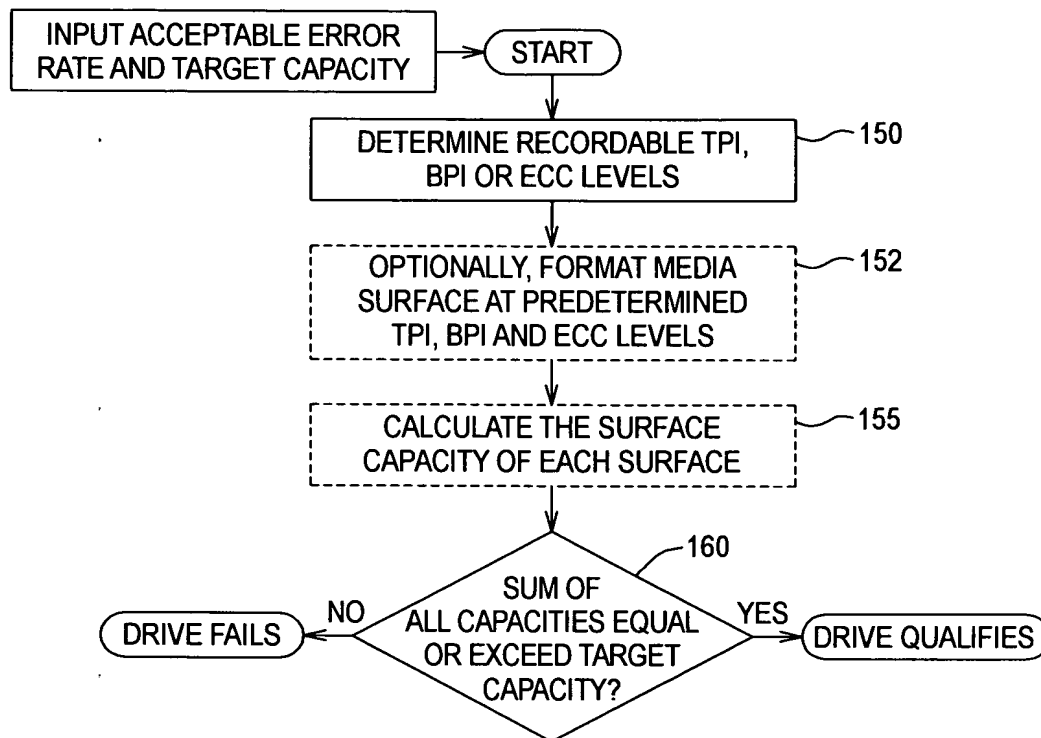 INPUT ACCEPTABLE ERROR
RATE AND TARGET CAPACITY
START
DETERMINE RECORDABLE TPI,
BPI OR ECC LEVELS
150
OPTIONALLY, FORMAT MEDIA
SURFACE AT PREDETERMINED
TPI, BPI AND ECC LEVELS
152
CALCULATE THE SURFACE
CAPACITY OF EACH SURFACE
155
160
SUM OF
ALL CAPACITIES EQUAL
OR EXCEED TARGET
CAPACITY?
NO
DRIVE FAILS
YES
DRIVE QUALIFIES